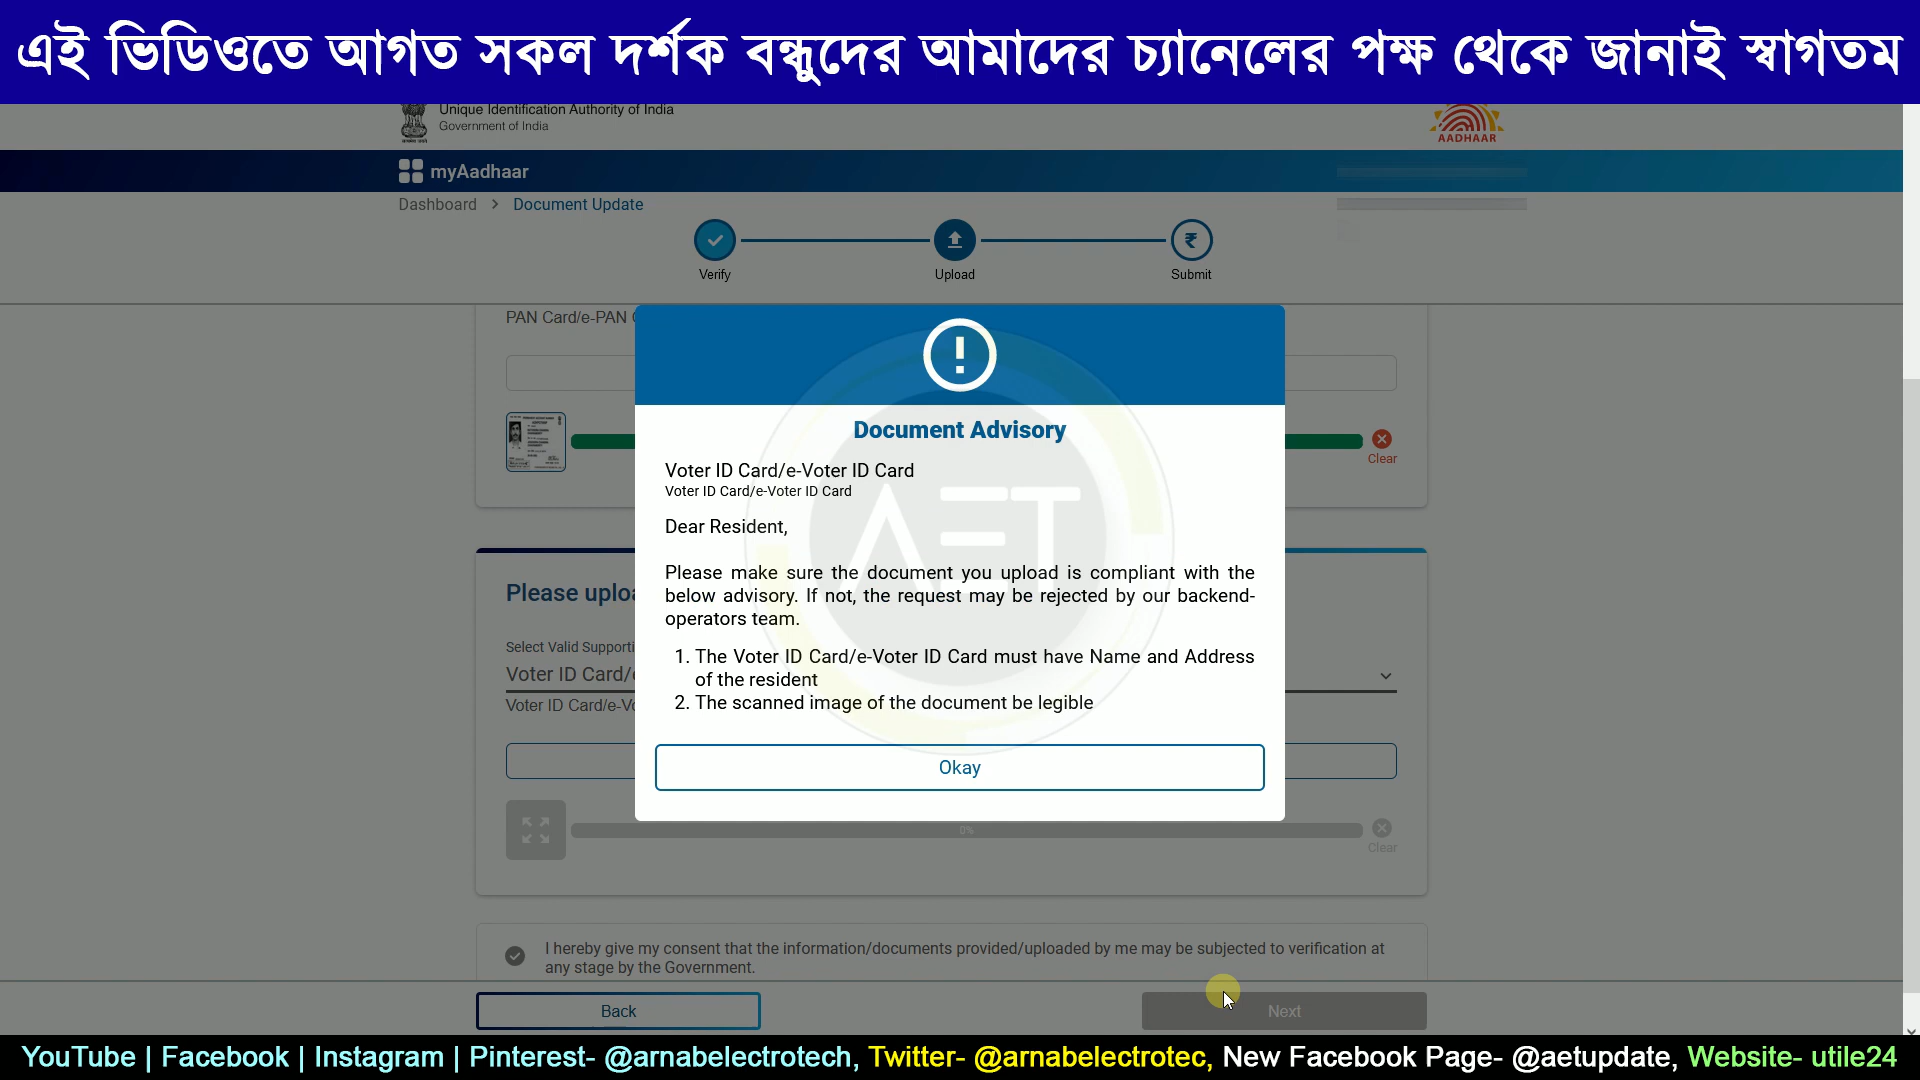 এই ভিডিওতে আগত সকল দর্শক বন্ধুদের আমাদের চ্যানেলের পক্ষ থেকে জানাই স্বাগতম
Unique Identification Authority of India
Government of India
AADHAAR
myAadhaar
Dashboard > Document Update
Verify
Upload
₹
Submit
PAN Card/e-PAN
Clear
Document Advisory
Voter ID Card/e-Voter ID Card
Voter ID Card/e-Voter ID Card
Dear Resident,
AET
Please make sure the document you upload is compliant with the
below advisory. If not, the request may be rejected by our backend-
operators team.
1. The Voter ID Card/e-Voter ID Card must have Name and Address
of the resident
2. The scanned image of the document be legible
Okay
Please uplo
Select Valid Supporti
Voter ID Card/
Voter ID Card/e-Vo
0%
Clear
I hereby give my consent that the information/documents provided/uploaded by me may be subjected to verification at
any stage by the Government.
Back
Next
YouTube | Facebook | Instagram | Pinterest- @arnabelectrotech, Twitter- @arnabelectrotec, New Facebook Page- @aetupdate, Website- utile24